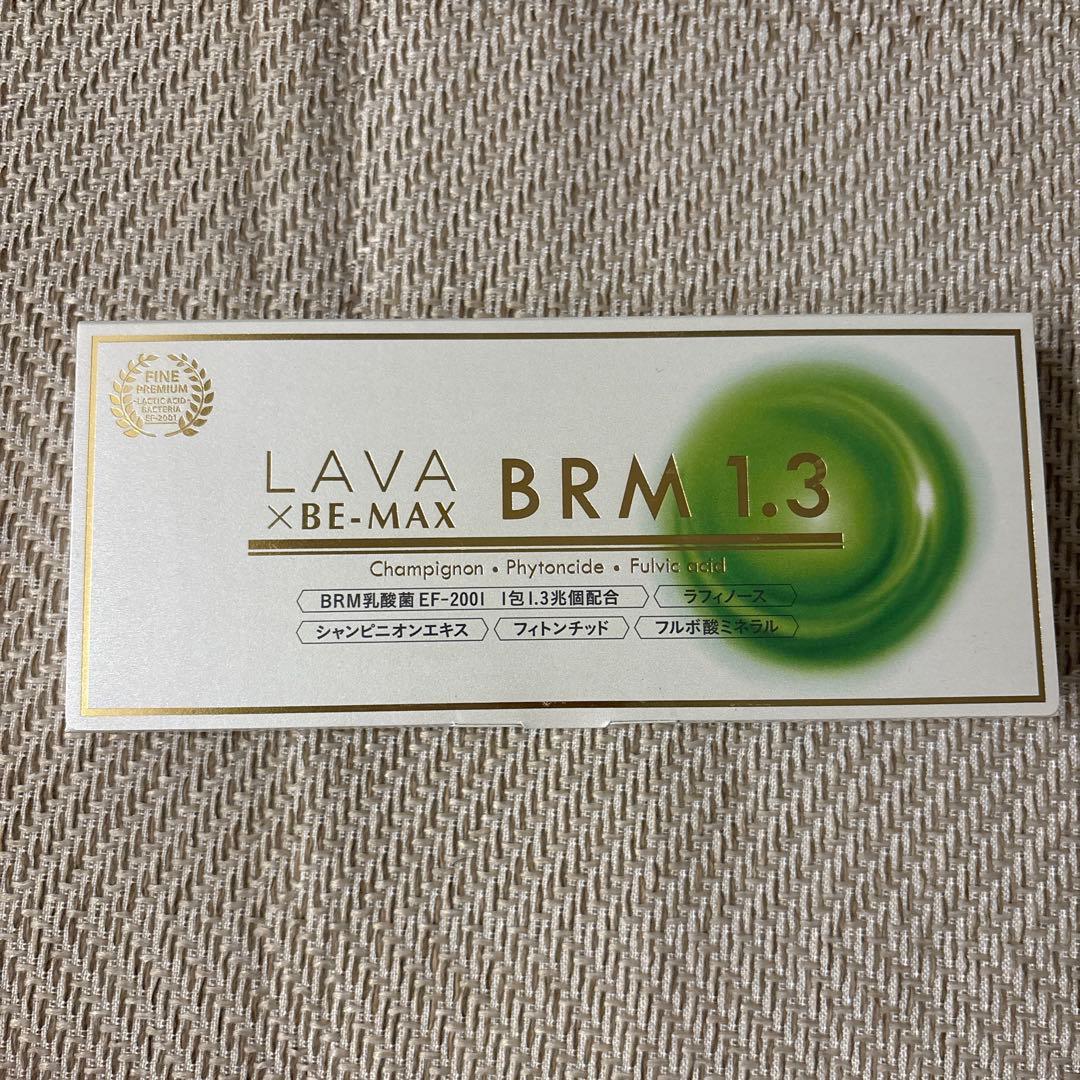 FINE
PREMIUM
-LACTIC ACID-
BACTERIA
EF-2001
LAVA
×BE-MAX
BRM 1.3
Champignon • Phytoncide • Fulvic acid
BRM乳酸菌EF-2001 1包1.3兆個配合
ラフィノース
シャンピニオンエキス
フィトンチッド
フルボ酸ミネラル